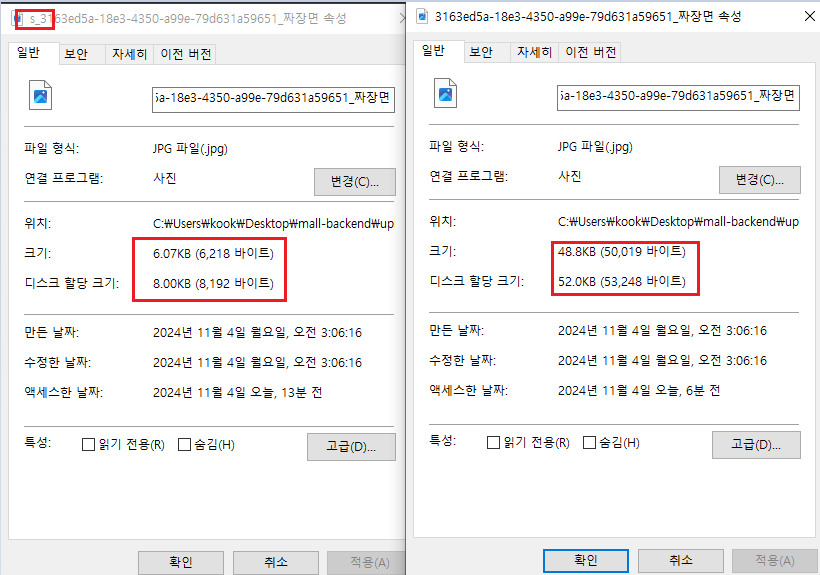 s_3163ed5a-18e3-4350-a99e-79d631a59651_짜장면 속성
일반 보안 자세히 이전 버전
5a-18e3-4350-a99e-79d631a59651_짜장면
파일 형식: JPG 파일(.jpg)
연결 프로그램: 사진 변경(C)...
위치: C:₩Users₩kook₩Desktop₩mall-backend₩up
크기: 6.07KB (6,218 바이트)
디스크 할당 크기: 8.00KB (8,192 바이트)
만든 날짜: 2024년 11월 4일 월요일, 오전 3:06:16
수정한 날짜: 2024년 11월 4일 월요일, 오전 3:06:16
액세스한 날짜: 2024년 11월 4일 오늘, 13분 전
특성: 읽기 전용(R) 숨김(H) 고급(D)...
확인 취소 적용(A)
3163ed5a-18e3-4350-a99e-79d631a59651_짜장면 속성
일반 보안 자세히 이전 버전
5a-18e3-4350-a99e-79d631a59651_짜장면
파일 형식: JPG 파일(.jpg)
연결 프로그램: 사진 변경(C)...
위치: C:₩Users₩kook₩Desktop₩mall-backend₩up
크기: 48.8KB (50,019 바이트)
디스크 할당 크기: 52.0KB (53,248 바이트)
만든 날짜: 2024년 11월 4일 월요일, 오전 3:06:16
수정한 날짜: 2024년 11월 4일 월요일, 오전 3:06:16
액세스한 날짜: 2024년 11월 4일 오늘, 6분 전
특성: 읽기 전용(R) 숨김(H) 고급(D)...
확인 취소 적용(A)